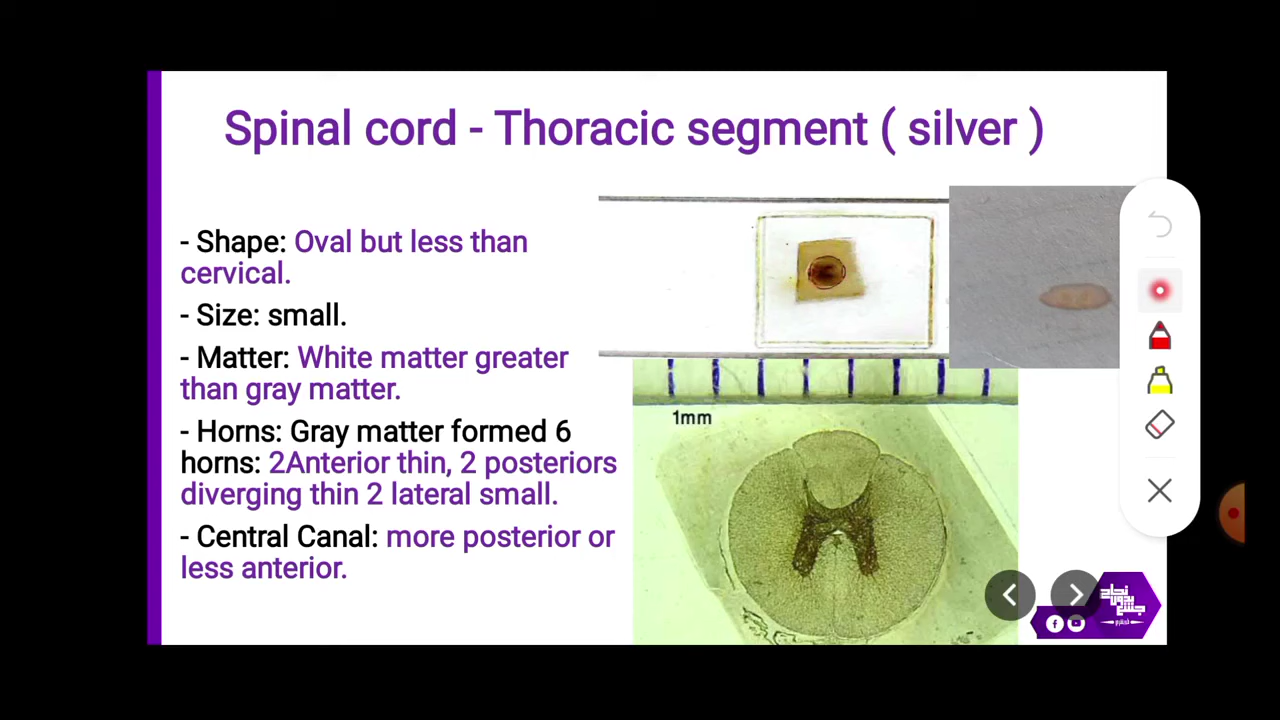 Spinal cord - Thoracic segment ( silver )
- Shape: Oval but less than
cervical.
- Size: small.
- Matter: White matter greater
than gray matter.
- Horns: Gray matter formed 6
horns: 2Anterior thin, 2 posteriors
diverging thin 2 lateral small.
- Central Canal: more posterior or
less anterior.
1mm